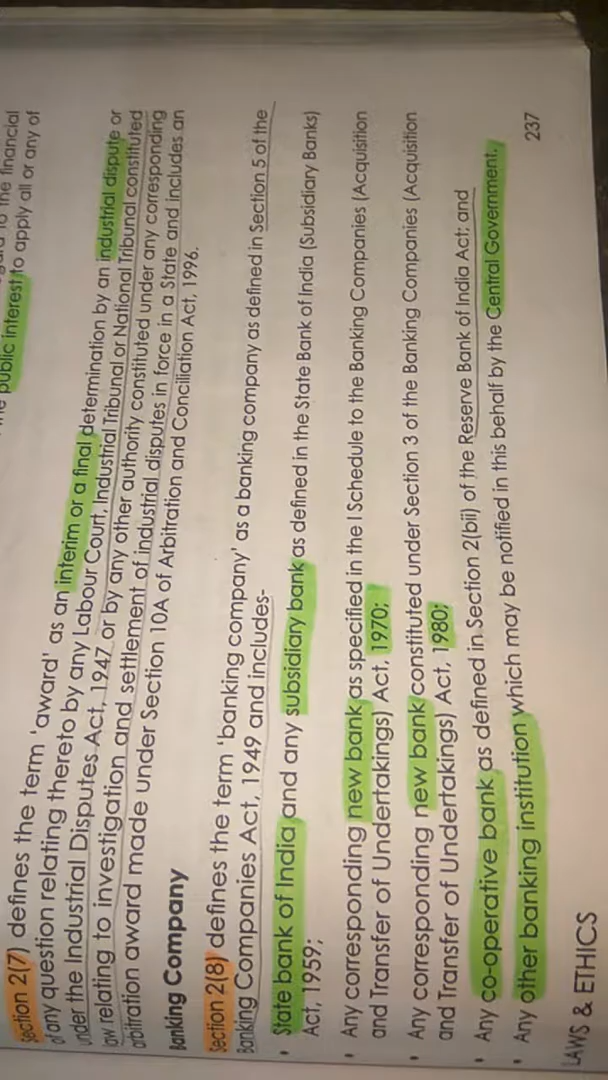 gard to the financial
public interest to apply all or any of
Section 2(7) defines the term 'award' as an interim or a final determination by an industrial dispute or
of any question relating thereto by any Labour Court, Industrial Tribunal or National Tribunal constituted
under the Industrial Disputes Act, 1947 or by any other authority constituted under any corresponding
law relating to investigation and settlement of industrial disputes in force in a State and includes an
arbitration award made under Section 10A of Arbitration and Conciliation Act, 1996.
Banking Company
Section 2(8) defines the term 'banking company' as a banking company as defined in Section 5 of the
Banking Companies Act, 1949 and includes-
• State bank of India and any subsidiary bank as defined in the State Bank of India (Subsidiary Banks)
Act, 1959;
• Any corresponding new bank as specified in the I Schedule to the Banking Companies (Acquisition
and Transfer of Undertakings) Act, 1970;
• Any corresponding new bank constituted under Section 3 of the Banking Companies (Acquisition
and Transfer of Undertakings) Act, 1980;
• Any co-operative bank as defined in Section 2(bii) of the Reserve Bank of India Act; and
• Any other banking institution which may be notified in this behalf by the Central Government.
LAWS & ETHICS
237